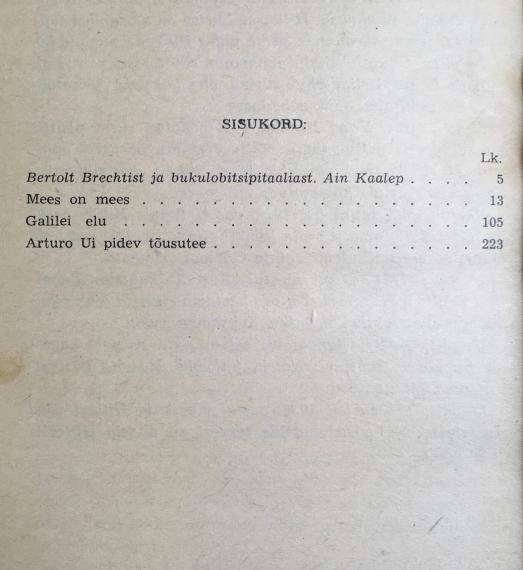 SISUKORD:
Lk.
Bertolt Brechtist ja bukulobitsipitaaliast. Ain Kaalep . . . . 5
Mees on mees . . . . . . . . . . . . . . . . . 13
Galilei elu . . . . . . . . . . . . . . . . . . 105
Arturo Ui pidev tõusutee . . . . . . . . . . . . . 223